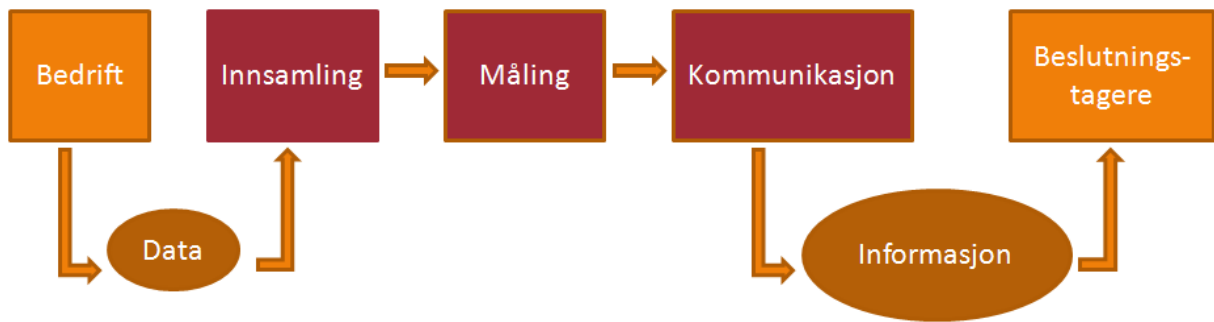 Bedrift
Innsamling
Måling
Kommunikasjon
Beslutnings-
tagere
Data
Informasjon